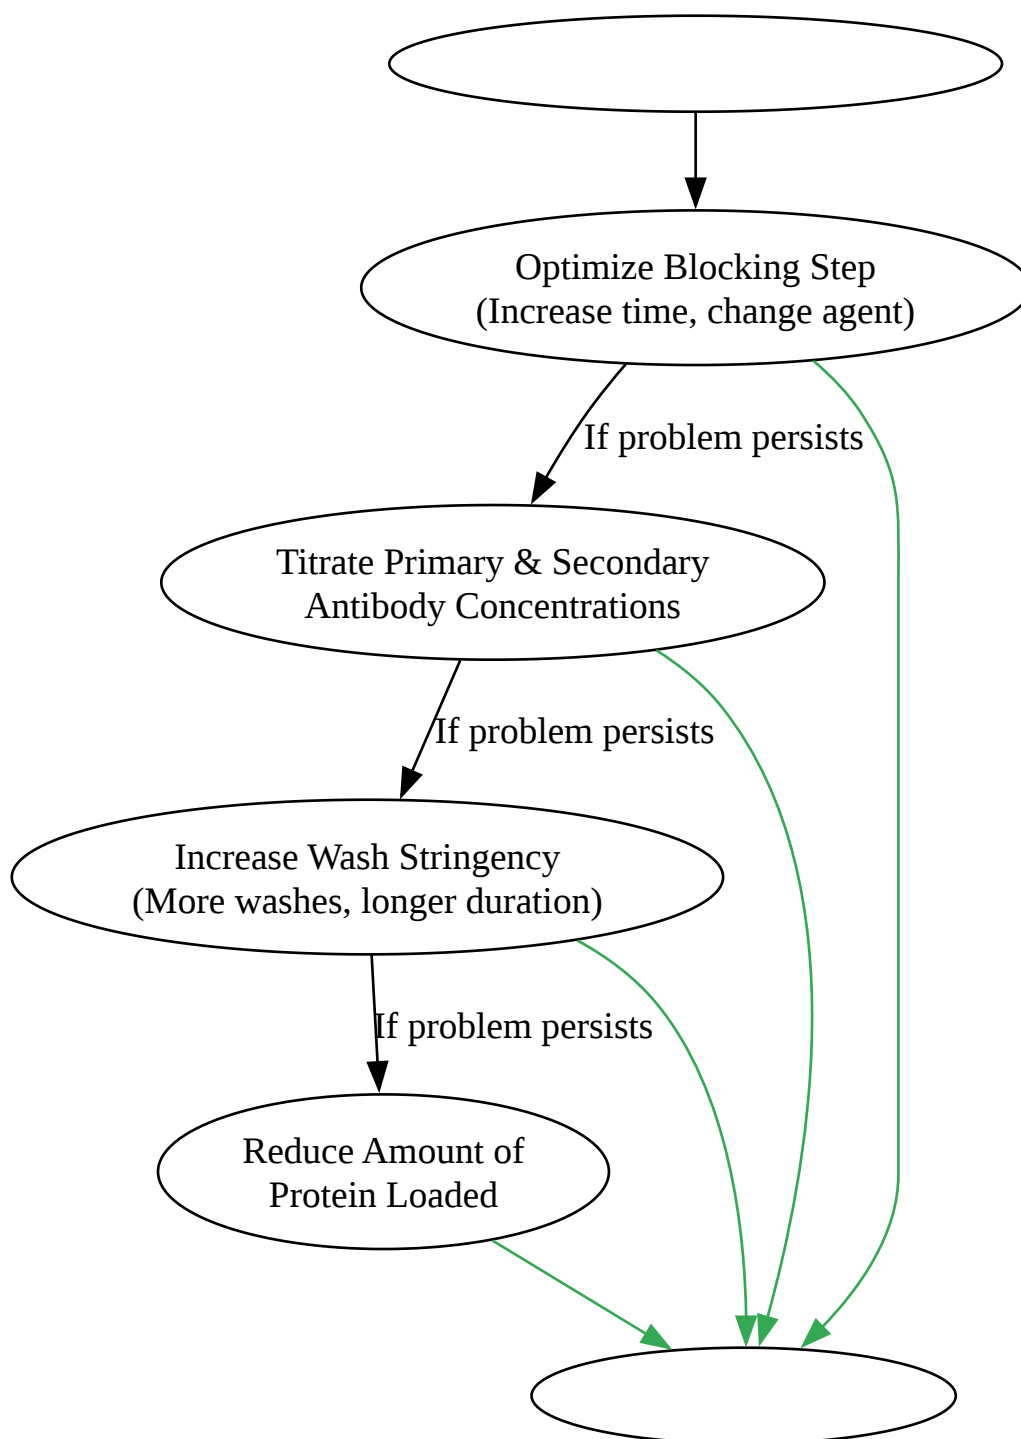 Optimize Blocking Step
(Increase time, change agent)
If problem persists
Titrate Primary & Secondary
Antibody Concentrations
If problem persists
Increase Wash Stringency
(More washes, longer duration)
If problem persists
Reduce Amount of
Protein Loaded